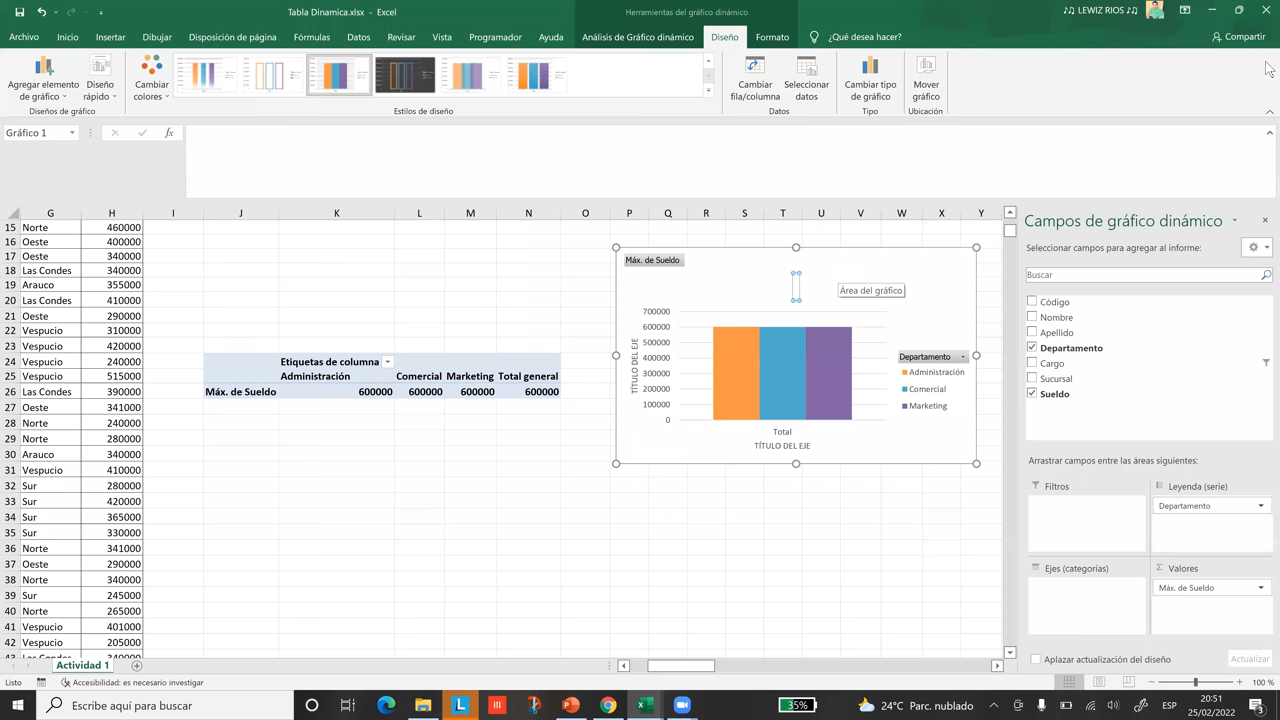 Tabla Dinamica.xlsx - Excel
Herramientas del gráfico dinámico
LEWIZ RIOS
Archivo Inicio Insertar Dibujar Disposición de página Fórmulas Datos Revisar Vista Programador Ayuda Análisis de Gráfico dinámico Diseño Formato ¿Qué desea hacer? Compartir
Agregar elemento de gráfico
Diseño rápido
Cambiar colores
Cambiar fila/columna
Seleccionar datos
Cambiar tipo de gráfico
Mover gráfico
Diseños de gráfico Estilos de diseño Datos Tipo Ubicación
Gráfico 1 fx
G H I J K L M N O P Q R S T U V W X Y
15 Norte 460000
16 Oeste 400000
17 Oeste 340000
18 Las Condes 340000
19 Arauco 355000
20 Las Condes 410000
21 Oeste 290000
22 Vespucio 310000
23 Vespucio 420000
24 Vespucio 240000
25 Vespucio 515000
26 Las Condes 390000
27 Oeste 341000
28 Norte 240000
29 Norte 280000
30 Arauco 540000
31 Vespucio 410000
32 Sur 280000
33 Sur 420000
34 Sur 365000
35 Sur 330000
36 Norte 341000
37 Oeste 290000
38 Norte 340000
39 Sur 245000
40 Norte 265000
41 Vespucio 401000
42 Vespucio 205000
Etiquetas de columna
Administración Comercial Marketing Total general
Máx. de Sueldo 600000 600000 600000 600000
Máx. de Sueldo
Área del gráfico
700000
600000
500000
400000
300000
200000
100000
0
TÍTULO DEL EJE
Total
TÍTULO DEL EJE
Departamento
Administración
Comercial
Marketing
Campos de gráfico dinámico
Seleccionar campos para agregar al informe:
Buscar
Código
Nombre
Apellido
Departamento
Cargo
Sucursal
Sueldo
Arrastrar campos entre las áreas siguientes:
Filtros
Leyenda (serie)
Departamento
Ejes (categorías)
Valores
Máx. de Sueldo
Aplazar actualización del diseño Actualizar
Actividad 1
Listo Accesibilidad: es necesario investigar 100 %
Escribe aquí para buscar
35%
24°C Parc. nublado
ESP
20:51
25/02/2022
3